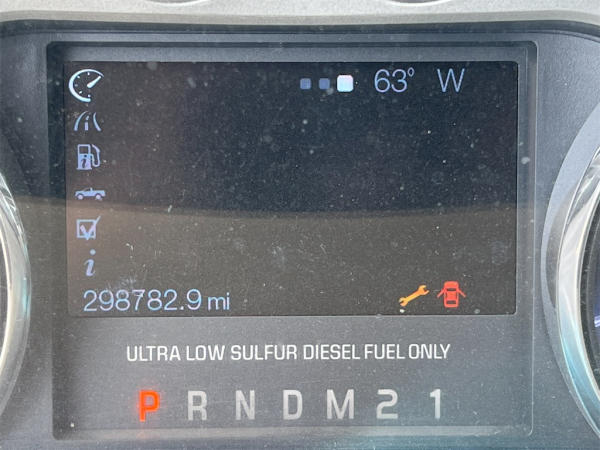 63° W
i
298782.9 mi
ULTRA LOW SULFUR DIESEL FUEL ONLY
P R N D M 2 1